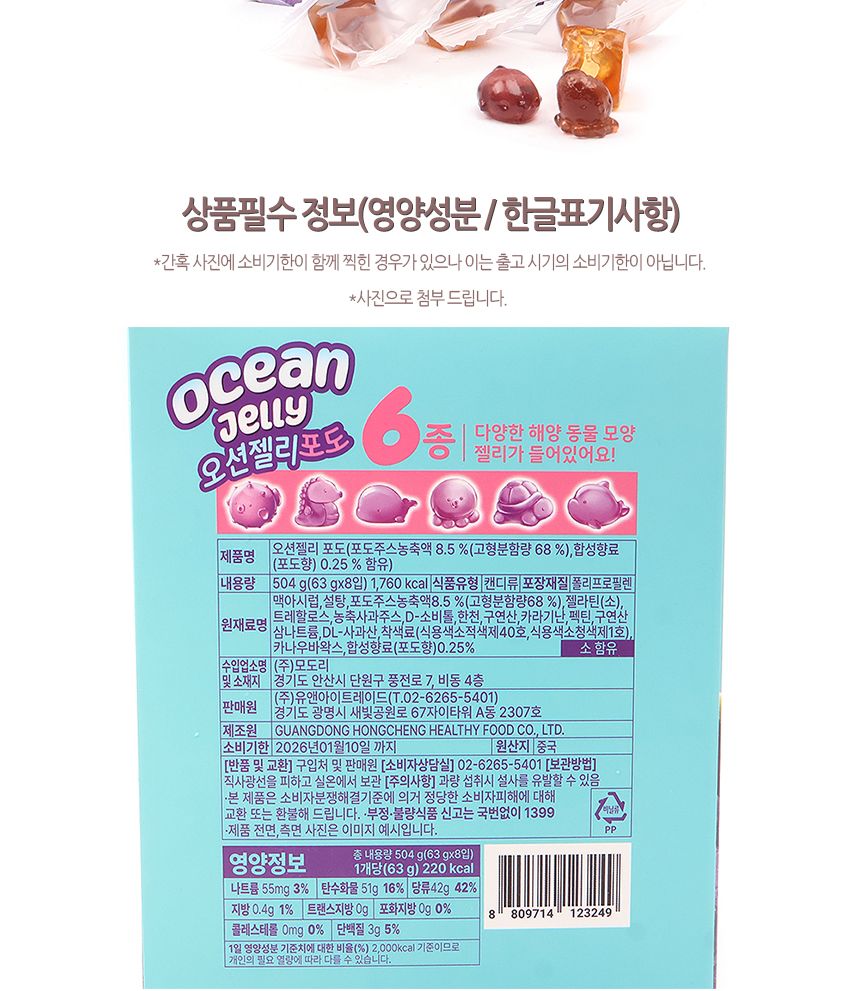 상품필수 정보(영양성분 / 한글표기사항)
*간혹 사진에 소비기한이 함께 찍힌 경우가 있으나 이는 출고 시기의 소비기한이 아닙니다.
*사진으로 첨부 드립니다.
Ocean
Jelly
오션젤리포도
6종
다양한 해양 동물 모양
젤리가 들어있어요!
제품명 오션젤리 포도(포도주스농축액 8.5 %(고형분함량 68 %),합성향료
(포도향) 0.25 % 함유)
내용량 504 g(63 gx8입) 1,760 kcal 식품유형 캔디류 포장재질 폴리프로필렌
원재료명 맥아시럽,설탕,포도주스농축액8.5 %(고형분함량68 %),젤라틴(소),
트레할로스,농축사과주스,D-소비톨,한천,구연산,카라기난,펙틴,구연산
삼나트륨,DL-사과산,착색료(식용색소적색제40호,식용색소청색제1호),
카나우바왁스,합성향료(포도향)0.25% 소 함유
수입업소명 및 소재지 (주)모도리
경기도 안산시 단원구 풍전로 7, 비동 4층
판매원 (주)유앤아이트레이드(T.02-6265-5401)
경기도 광명시 새빛공원로 67자이타워 A동 2307호
제조원 GUANGDONG HONGCHENG HEALTHY FOOD CO., LTD.
소비기한 2026년01월10일 까지 원산지 중국
[반품 및 교환] 구입처 및 판매원 [소비자상담실] 02-6265-5401 [보관방법]
직사광선을 피하고 실온에서 보관 [주의사항] 과량 섭취시 설사를 유발할 수 있음
·본 제품은 소비자분쟁해결기준에 의거 정당한 소비자피해에 대해
교환 또는 환불해 드립니다. ·부정·불량식품 신고는 국번없이 1399
·제품 전면,측면 사진은 이미지 예시입니다.
비닐류
PP
영양정보
총 내용량 504 g(63 gx8입)
1개당(63 g) 220 kcal
나트륨 55mg 3% 탄수화물 51g 16% 당류42g 42%
지방 0.4g 1% 트랜스지방 0g 포화지방 0g 0%
콜레스테롤 0mg 0% 단백질 3g 5%
1일 영양성분 기준치에 대한 비율(%) 2,000kcal 기준이므로
개인의 필요 열량에 따라 다를 수 있습니다.
8 809714 123249